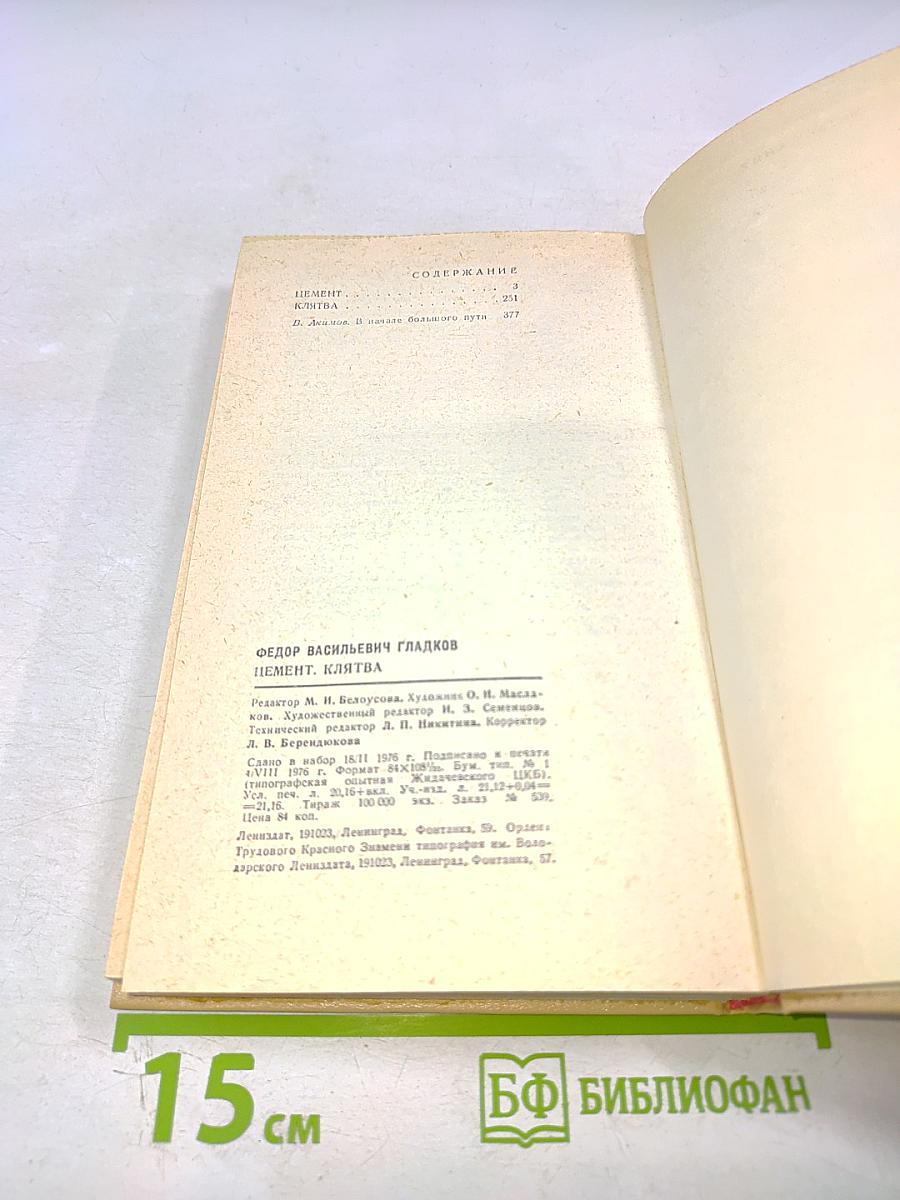 СОДЕРЖАНИЕ
ЦЕМЕНТ . . . . . . . . . . . . . . . 3
КЛЯТВА . . . . . . . . . . . . . . . 251
В. Акимов. В начале большого пути 377
ФЕДОР ВАСИЛЬЕВИЧ ГЛАДКОВ
ЦЕМЕНТ. КЛЯТВА
Редактор М. И. Белоусова. Художник О. И. Масла-
ков. Художественный редактор И. З. Семенцов.
Технический редактор Л. П. Никитина. Корректор
Л. В. Берендюкова
Сдано в набор 18/II 1976 г. Подписано к печати
4/VIII 1976 г. Формат 84×108¹/₃₂. Бум. тип. № 1
(типографская опытная Жидачевского ЦКБ).
Усл. печ. л. 20,16+вкл. Уч.-изд. л. 21,12+0,04=
=21,16. Тираж 100 000 экз. Заказ № 539.
Цена 84 коп.
Лениздат, 191023, Ленинград, Фонтанка, 59. Ордена
Трудового Красного Знамени типография им. Воло-
дарского Лениздата, 191023, Ленинград, Фонтанка, 57.
15 см
БФ БИБЛИОФАН